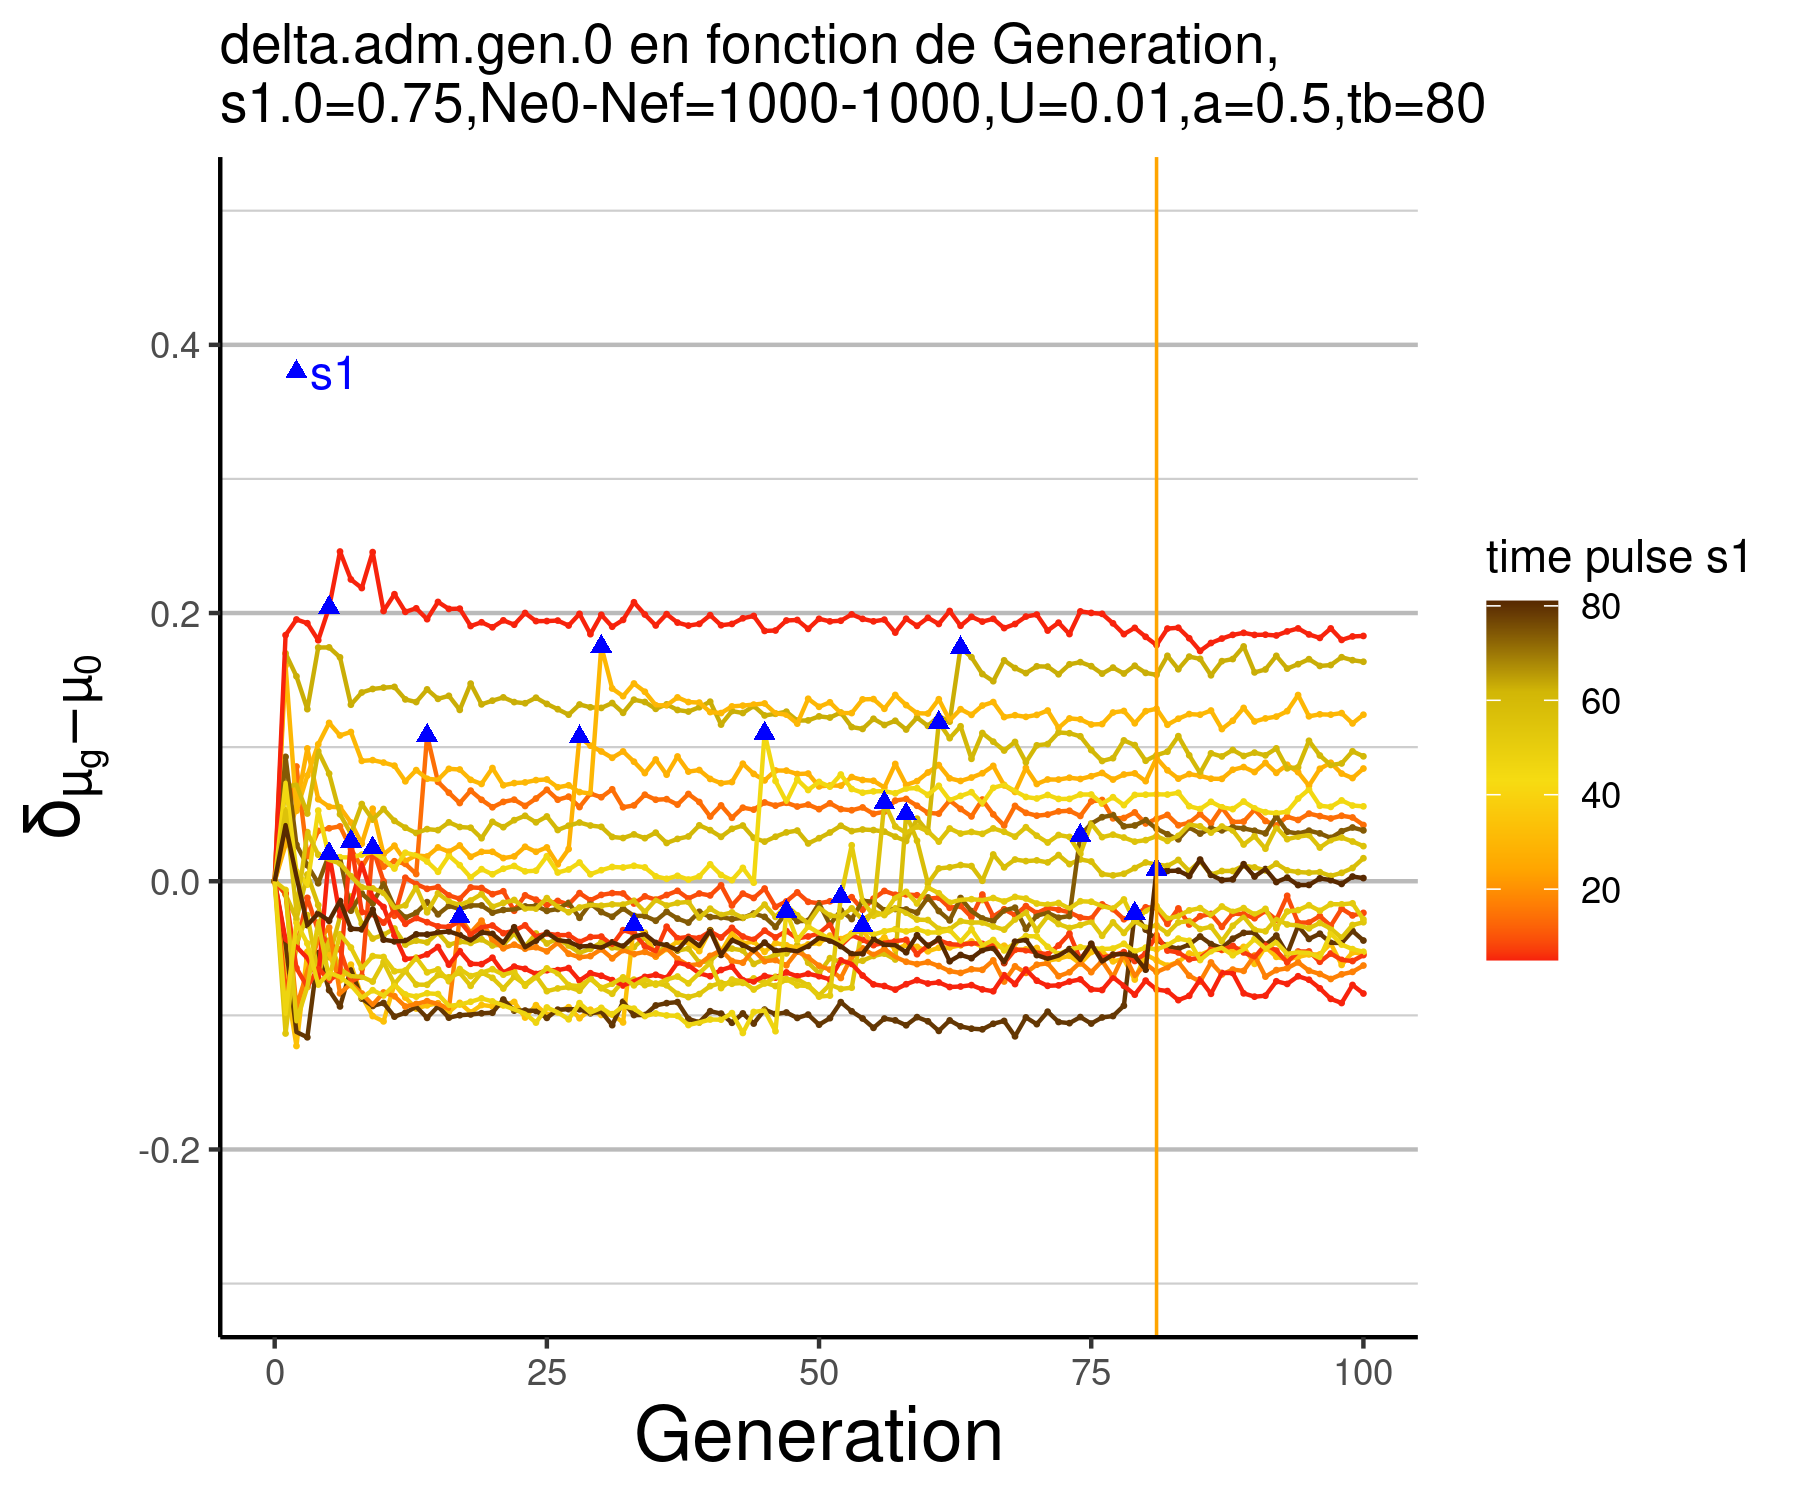 delta.adm.gen.0 en fonction de Generation,
s1.0=0.75,Ne0-Nef=1000-1000,U=0.01,a=0.5,tb=80
δμg−μ0
0.4
0.2
0.0
-0.2
s1
0 25 50 75 100
Generation
time pulse s1
80
60
40
20